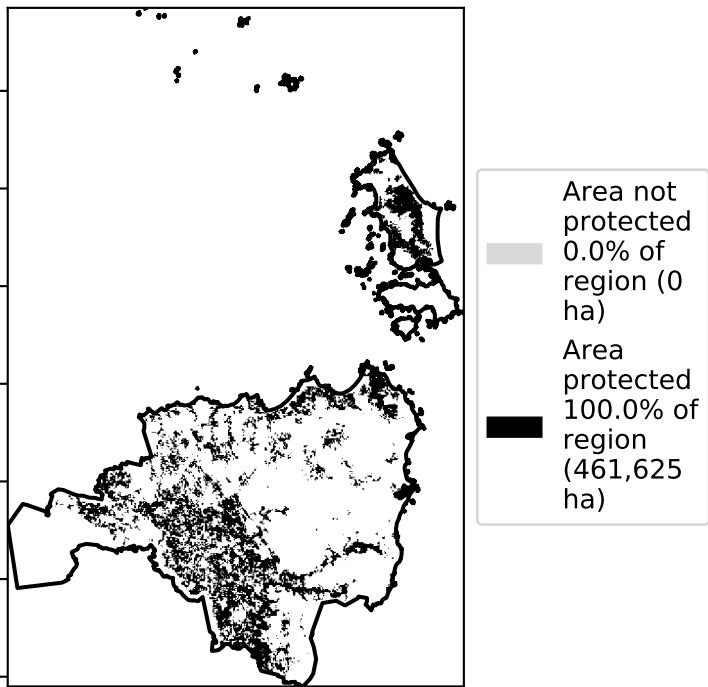 Area not
protected
0.0% of
region (0
ha)
Area
protected
100.0% of
region
(461,625
ha)